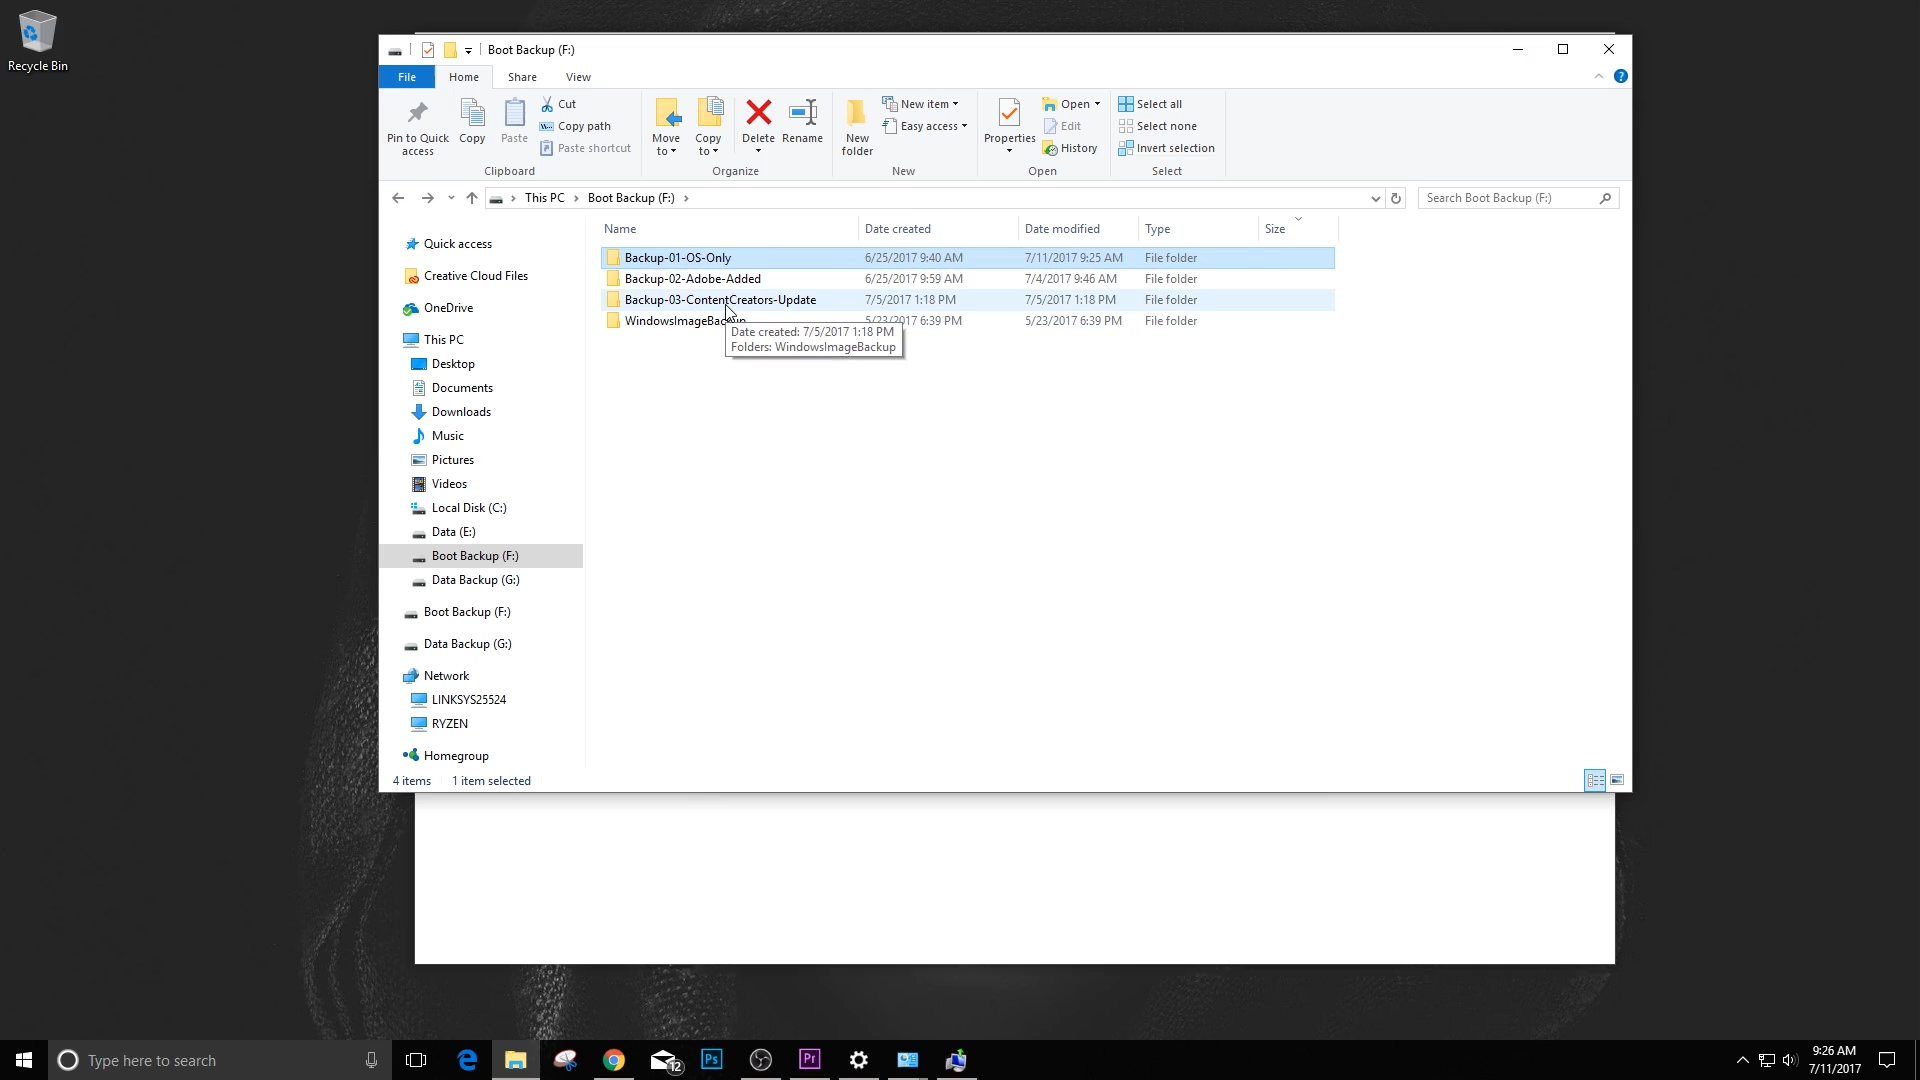 Recycle Bin
Boot Backup (F:)
File Home Share View
Pin to Quick access
Copy
Paste
Cut
Copy path
Paste shortcut
Clipboard
Move to
Copy to
Delete
Rename
Organize
New folder
New item
Easy access
New
Properties
Open
Edit
History
Open
Select all
Select none
Invert selection
Select
This PC > Boot Backup (F:) >
Search Boot Backup (F:)
Name Date created Date modified Type Size
Backup-01-OS-Only 6/25/2017 9:40 AM 7/11/2017 9:25 AM File folder
Backup-02-Adobe-Added 6/25/2017 9:59 AM 7/4/2017 9:46 AM File folder
Backup-03-ContentCreators-Update 7/5/2017 1:18 PM 7/5/2017 1:18 PM File folder
WindowsImageBackup 5/23/2017 6:39 PM 5/23/2017 6:39 PM File folder
Date created: 7/5/2017 1:18 PM
Folders: WindowsImageBackup
Quick access
Creative Cloud Files
OneDrive
This PC
Desktop
Documents
Downloads
Music
Pictures
Videos
Local Disk (C:)
Data (E:)
Boot Backup (F:)
Data Backup (G:)
Boot Backup (F:)
Data Backup (G:)
Network
LINKSYS25524
RYZEN
Homegroup
4 items 1 item selected
Type here to search
12
Ps
Pr
9:26 AM
7/11/2017